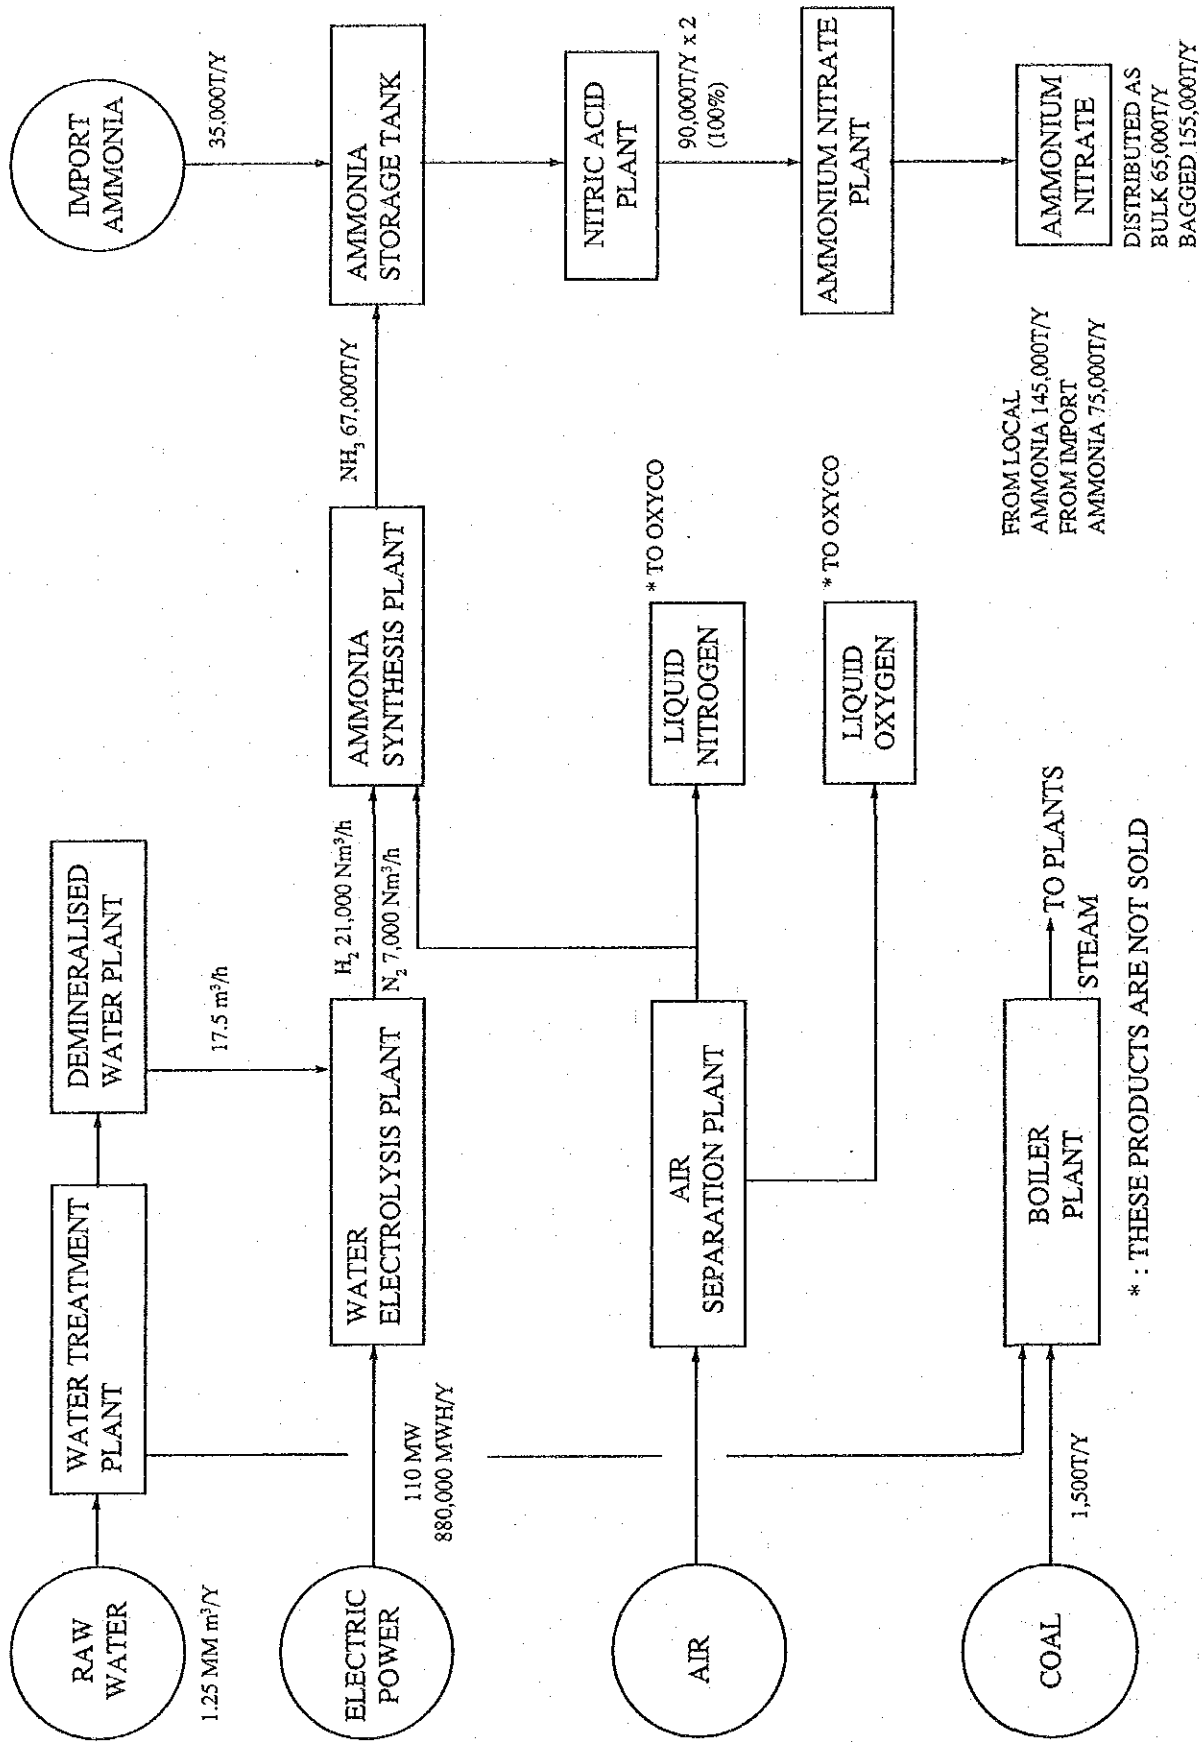 RAW
WATER
1.25 MM m³/Y
WATER TREATMENT
PLANT
DEMINERALISED
WATER PLANT
17.5 m³/h
IMPORT
AMMONIA
35,000T/Y
ELECTRIC
POWER
110 MW
880,000 MWH/Y
WATER
ELECTROLYSIS PLANT
H₂ 21,000 Nm³/h
N₂ 7,000 Nm³/h
AMMONIA
SYNTHESIS PLANT
NH₃ 67,000T/Y
AMMONIA
STORAGE TANK
NITRIC ACID
PLANT
90,000T/Y x 2
(100%)
AIR
AIR
SEPARATION PLANT
LIQUID
NITROGEN
* TO OXYCO
LIQUID
OXYGEN
* TO OXYCO
AMMONIUM NITRATE
PLANT
COAL
1,500T/Y
BOILER
PLANT
TO PLANTS
STEAM
FROM LOCAL
AMMONIA 145,000T/Y
FROM IMPORT
AMMONIA 75,000T/Y
AMMONIUM
NITRATE
DISTRIBUTED AS
BULK 65,000T/Y
BAGGED 155,000T/Y
* : THESE PRODUCTS ARE NOT SOLD